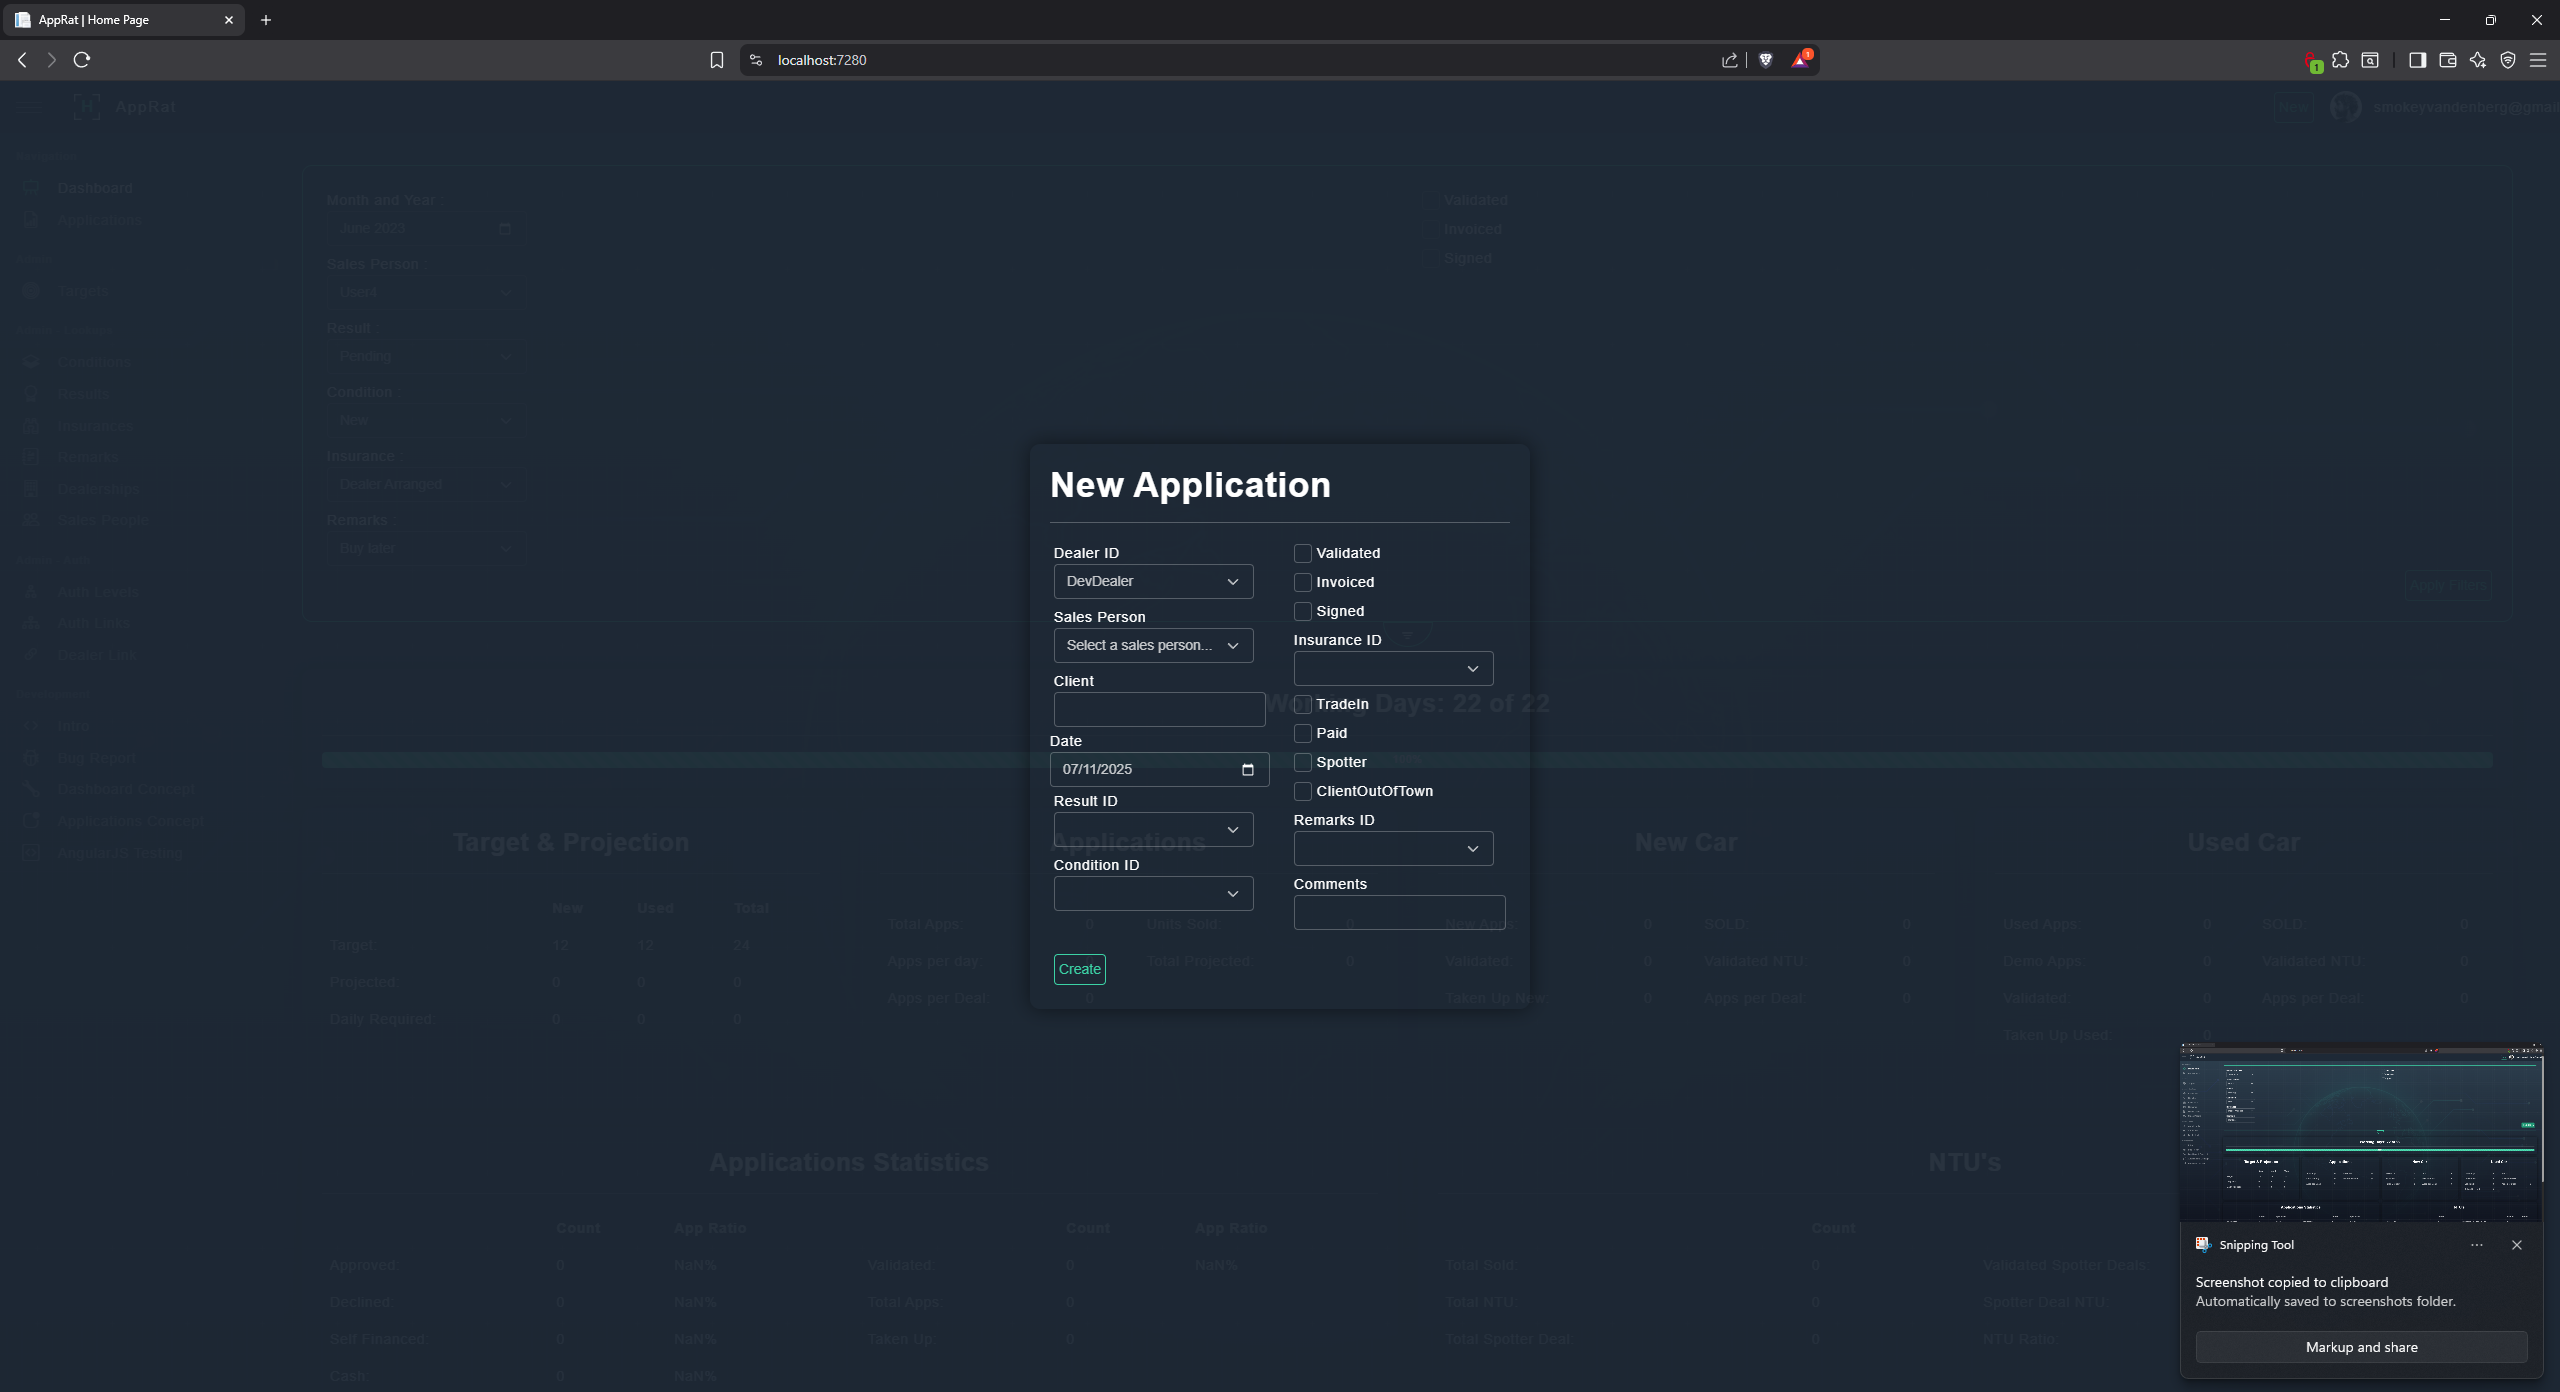 AppRat | Home Page
localhost:7280
1
1
AppRat
New
smokeyvandenberg@gmail
Dashboard
Applications
Targets
Conditions
Results
Insurances
Remarks
Dealerships
Sales People
Auth Levels
Auth Links
Dealer Link
Intro
Bug Report
Dashboard Concept
Applications Concept
AngularJS Testing
Month and Year
June 2023
Sales Person
User4
Result
Pending
Condition
New
Insurance
Dealer Arranged
Remarks
Buy later
Validated
Invoiced
Signed
Apply Filters
New Application
Dealer ID
DevDealer
Sales Person
Select a sales person...
Client
Date
07/11/2025
Result ID
Condition ID
Validated
Invoiced
Signed
Insurance ID
TradeIn
Paid
Spotter
ClientOutOfTown
Remarks ID
Comments
Create
Working Days: 22 of 22
Target & Projection
New Used Total
Target: 12 12 24
Projected: 0 0 0
Daily Required: 0 0 0
Applications
Total Apps: 0 Units Sold: 0
Apps per day: Total Projected: 0
Apps per Deal: 0
New Car
New Apps: 0 SOLD: 0
Validated: 0 Validated NTU: 0
Taken Up New: 0 Apps per Deal: 0
Used Car
Used Apps: 0 SOLD: 0
Demo Apps: 0 Validated NTU: 0
Validated: 0 Apps per Deal: 0
Taken Up Used: 0
Applications Statistics
Count App Ratio Count App Ratio
Approved: 0 NaN% Validated: 0 NaN%
Declined: 0 NaN% Total Apps: 0
Self Financed: 0 NaN% Taken Up: 0
Cash: 0 NaN%
NTU's
Count
Total Sold: 0 Validated Spotter Deals
Total NTU: 0 Spotter Deal NTU
Total Spotter Deal: 0 NTU Ratio:
Snipping Tool
Screenshot copied to clipboard
Automatically saved to screenshots folder.
Markup and share